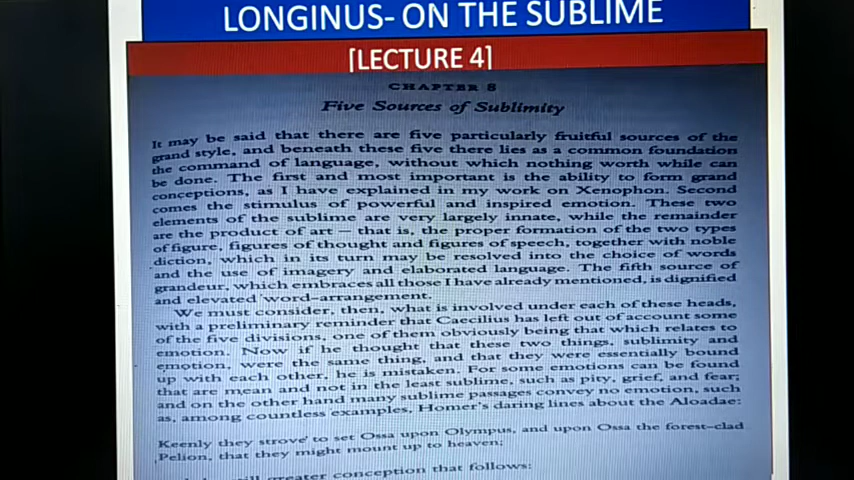 LONGINUS- ON THE SUBLIME
[LECTURE 4]
CHAPTER 8
Five Sources of Sublimity
It may be said that there are five particularly fruitful sources of the
grand style, and beneath these five there lies as a common foundation
the command of language, without which nothing worth while can
be done. The first and most important is the ability to form grand
conceptions, as I have explained in my work on Xenophon. Second
comes the stimulus of powerful and inspired emotion. These two
elements of the sublime are very largely innate, while the remainder
are the product of art — that is, the proper formation of the two types
of figure, figures of thought and figures of speech, together with noble
diction, which in its turn may be resolved into the choice of words
and the use of imagery and elaborated language. The fifth source of
grandeur, which embraces all those I have already mentioned, is dignified
and elevated word-arrangement.
We must consider, then, what is involved under each of these heads,
with a preliminary reminder that Caecilius has left out of account some
of the five divisions, one of them obviously being that which relates to
emotion. Now if he thought that these two things, sublimity and
emotion, were the same thing, and that they were essentially bound
up with each other, he is mistaken. For some emotions can be found
that are mean and not in the least sublime, such as pity, grief, and fear;
and on the other hand many sublime passages convey no emotion, such
as, among countless examples, Homer's daring lines about the Aloadae:
Keenly they strove to set Ossa upon Olympus, and upon Ossa the forest-clad
Pelion, that they might mount up to heaven;
greater conception that follows: